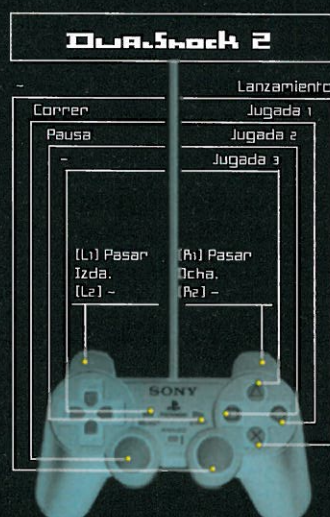 DualShock 2
- Lanzamiento
Correr Jugada 1
Pausa Jugada 2
- Jugada 3
[L1] Pasar [R1] Pasar
Izda. Dcha.
[L2] - [R2] -
SONY